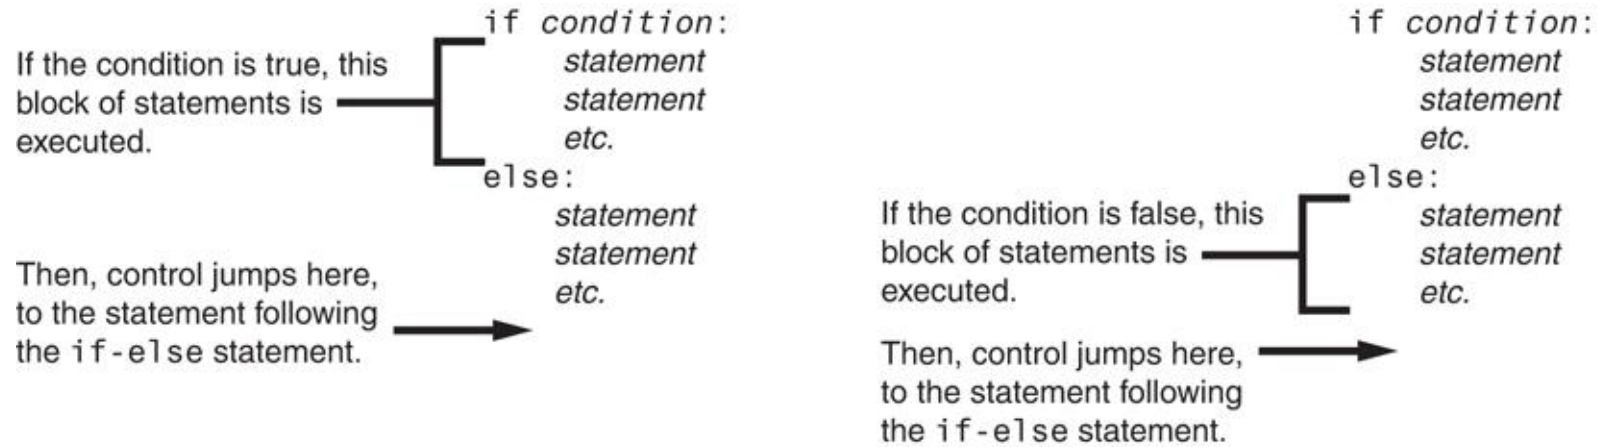 if condition:
If the condition is true, this
statement
block of statements is
statement
executed.
etc.
else:
statement
statement
Then, control jumps here,
etc.
to the statement following
the if-else statement.
if condition:
statement
statement
etc.
else:
If the condition is false, this
statement
block of statements is
statement
executed.
etc.
Then, control jumps here,
to the statement following
the if-else statement.